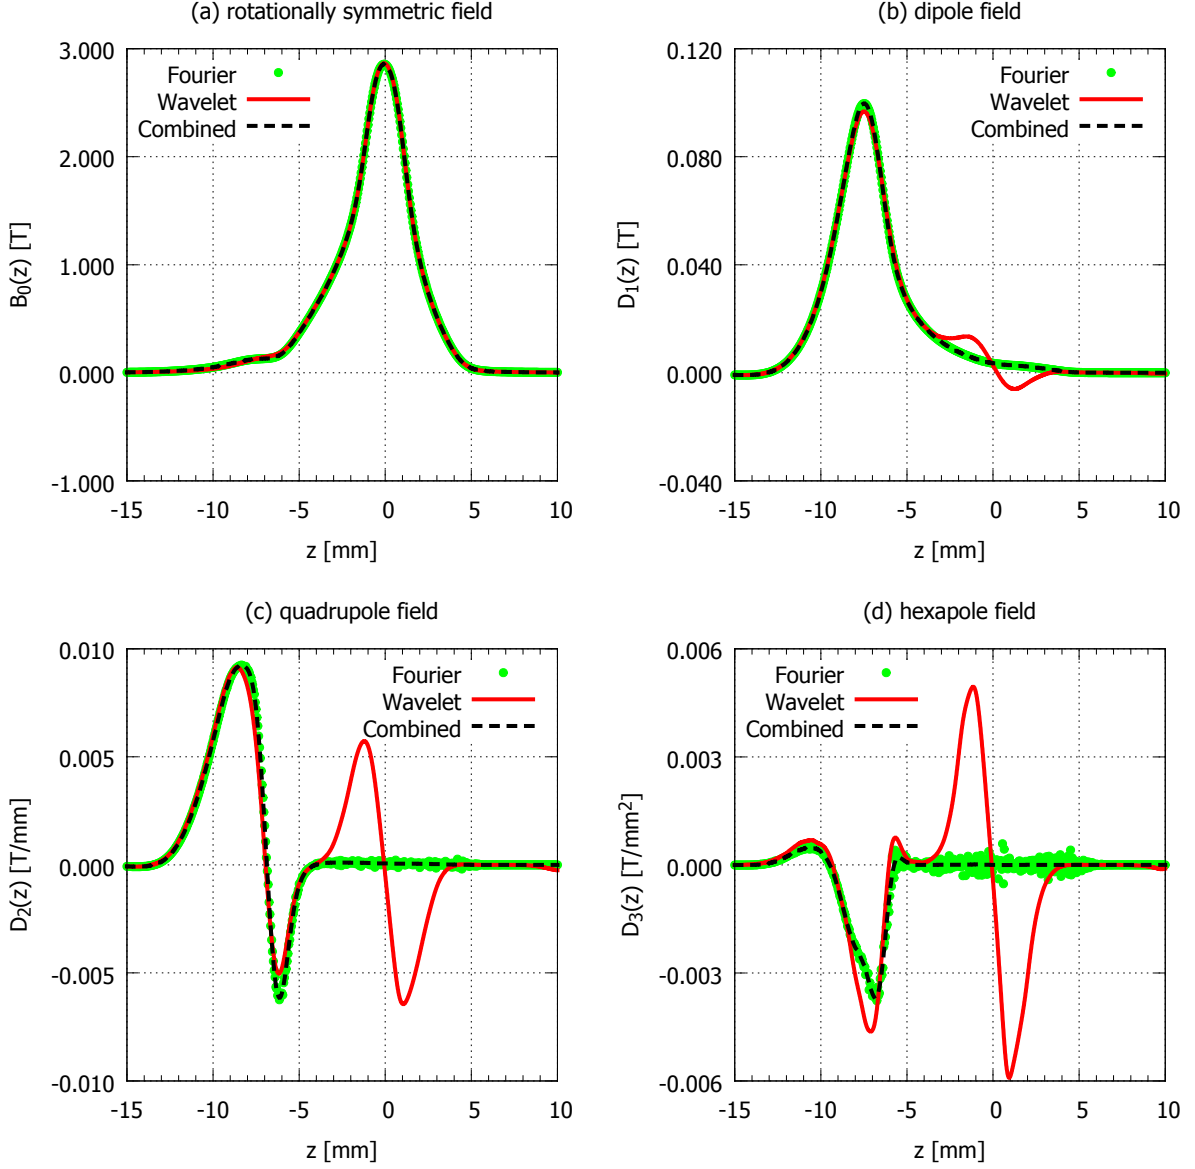 (a) rotationally symmetric field
3.000
2.000
1.000
0.000
-1.000
B0(z) [T]
Fourier
Wavelet
Combined
-15 -10 -5 0 5 10
z [mm]
(b) dipole field
0.120
0.080
0.040
0.000
-0.040
D1(z) [T]
Fourier
Wavelet
Combined
-15 -10 -5 0 5 10
z [mm]
(c) quadrupole field
0.010
0.005
0.000
-0.005
-0.010
D2(z) [T/mm]
Fourier
Wavelet
Combined
-15 -10 -5 0 5 10
z [mm]
(d) hexapole field
0.006
0.003
0.000
-0.003
-0.006
D3(z) [T/mm²]
Fourier
Wavelet
Combined
-15 -10 -5 0 5 10
z [mm]